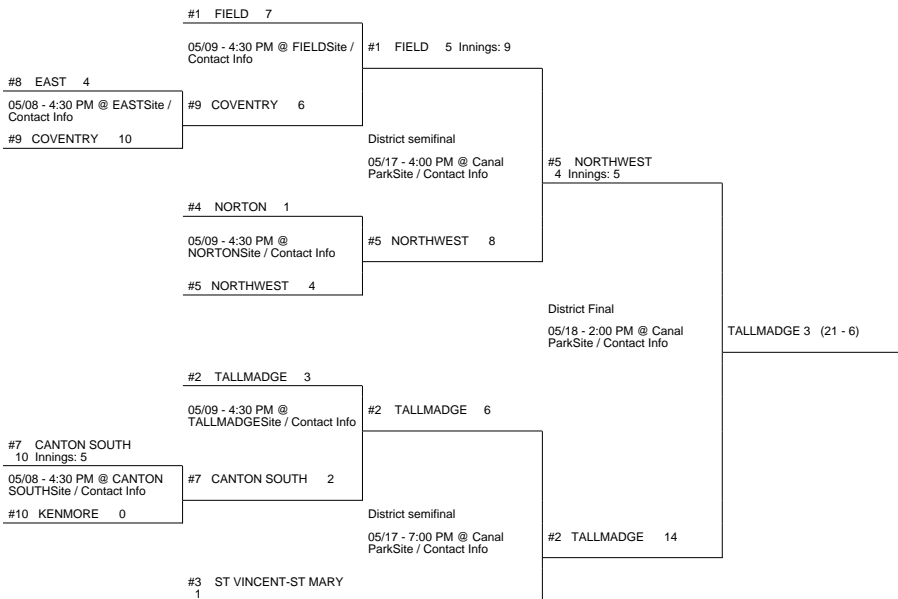 #1 FIELD 7
05/09 - 4:30 PM @ FIELDSite /
Contact Info
#1 FIELD 5 Innings: 9
#8 EAST 4
05/08 - 4:30 PM @ EASTSite /
Contact Info
#9 COVENTRY 6
#9 COVENTRY 10
District semifinal
05/17 - 4:00 PM @ Canal
ParkSite / Contact Info
#5 NORTHWEST
4 Innings: 5
#4 NORTON 1
05/09 - 4:30 PM @
NORTONSite / Contact Info
#5 NORTHWEST 8
#5 NORTHWEST 4
District Final
05/18 - 2:00 PM @ Canal
ParkSite / Contact Info
TALLMADGE 3 (21 - 6)
#2 TALLMADGE 3
05/09 - 4:30 PM @
TALLMADGESite / Contact Info
#2 TALLMADGE 6
#7 CANTON SOUTH
10 Innings: 5
05/08 - 4:30 PM @ CANTON
SOUTHSite / Contact Info
#7 CANTON SOUTH 2
#10 KENMORE 0
District semifinal
05/17 - 7:00 PM @ Canal
ParkSite / Contact Info
#2 TALLMADGE 14
#3 ST VINCENT-ST MARY
1